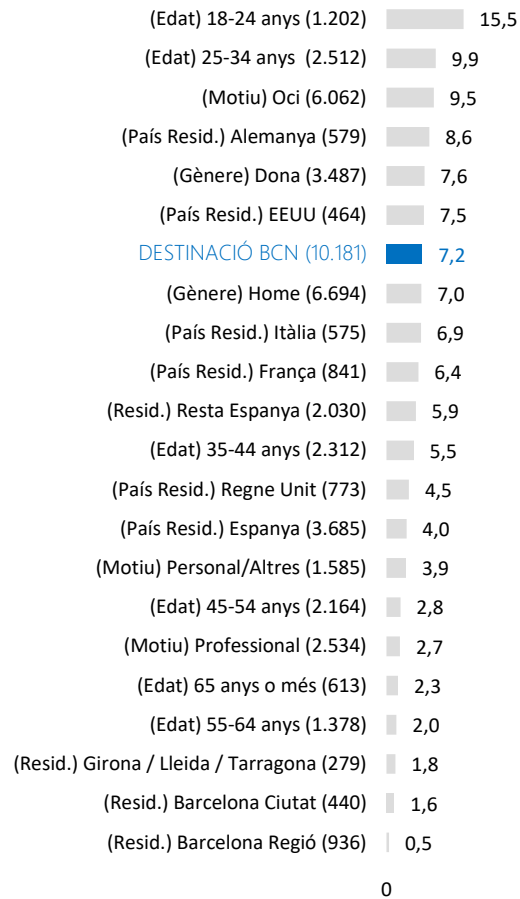 (Edat) 18-24 anys (1.202) 15,5
(Edat) 25-34 anys (2.512) 9,9
(Motiu) Oci (6.062) 9,5
(País Resid.) Alemanya (579) 8,6
(Gènere) Dona (3.487) 7,6
(País Resid.) EEUU (464) 7,5
DESTINACIÓ BCN (10.181) 7,2
(Gènere) Home (6.694) 7,0
(País Resid.) Itàlia (575) 6,9
(País Resid.) França (841) 6,4
(Resid.) Resta Espanya (2.030) 5,9
(Edat) 35-44 anys (2.312) 5,5
(País Resid.) Regne Unit (773) 4,5
(País Resid.) Espanya (3.685) 4,0
(Motiu) Personal/Altres (1.585) 3,9
(Edat) 45-54 anys (2.164) 2,8
(Motiu) Professional (2.534) 2,7
(Edat) 65 anys o més (613) 2,3
(Edat) 55-64 anys (1.378) 2,0
(Resid.) Girona / Lleida / Tarragona (279) 1,8
(Resid.) Barcelona Ciutat (440) 1,6
(Resid.) Barcelona Regió (936) 0,5
0